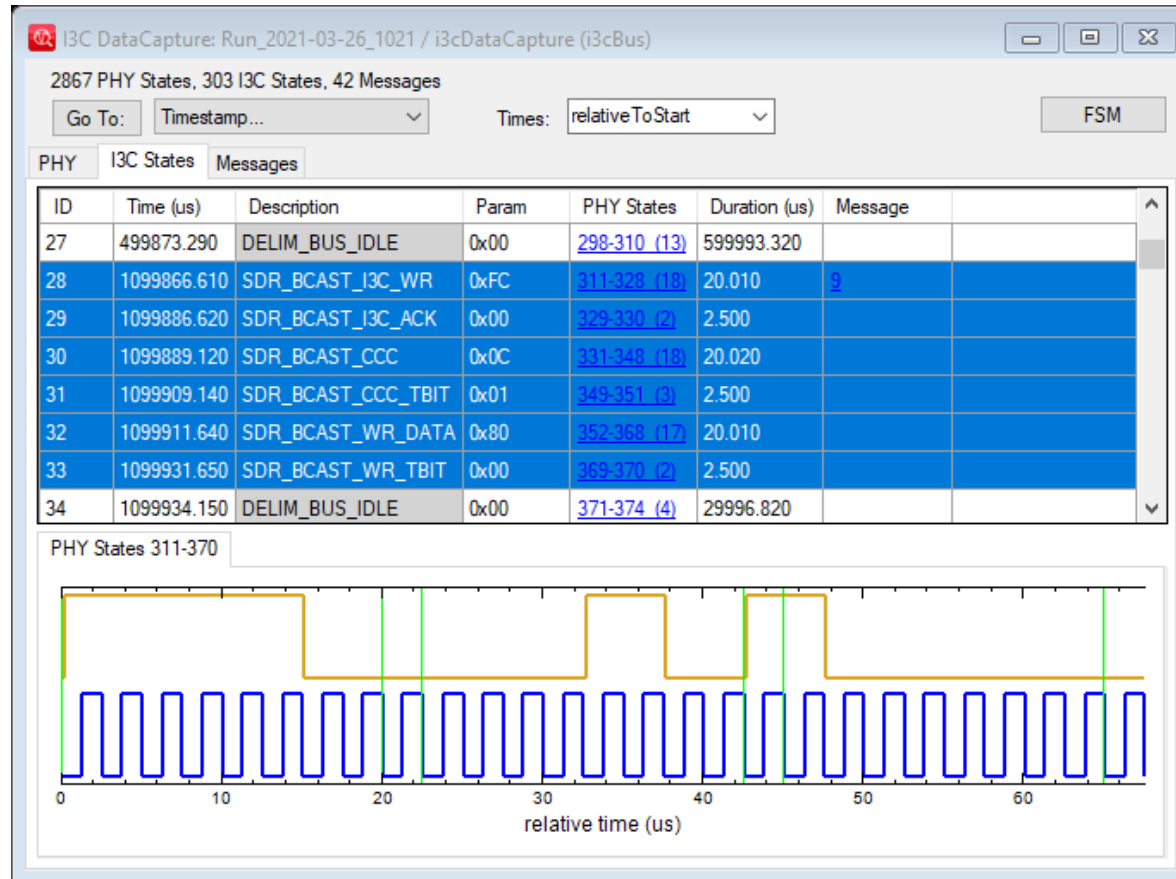 I3C DataCapture: Run_2021-03-26_1021 / i3cDataCapture (i3cBus)
2867 PHY States, 303 I3C States, 42 Messages
Go To: Timestamp... Times: relativeToStart FSM
PHY I3C States Messages
ID Time (us) Description Param PHY States Duration (us) Message
27 499873.290 DELIM_BUS_IDLE 0x00 298-310 (13) 599993.320
28 1099866.610 SDR_BCAST_I3C_WR 0xFC 311-328 (18) 20.010 9
29 1099886.620 SDR_BCAST_I3C_ACK 0x00 329-330 (2) 2.500
30 1099889.120 SDR_BCAST_CCC 0x0C 331-348 (18) 20.020
31 1099909.140 SDR_BCAST_CCC_TBIT 0x01 349-351 (3) 2.500
32 1099911.640 SDR_BCAST_WR_DATA 0x80 352-368 (17) 20.010
33 1099931.650 SDR_BCAST_WR_TBIT 0x00 369-370 (2) 2.500
34 1099934.150 DELIM_BUS_IDLE 0x00 371-374 (4) 29996.820
PHY States 311-370
0 10 20 30 40 50 60
relative time (us)